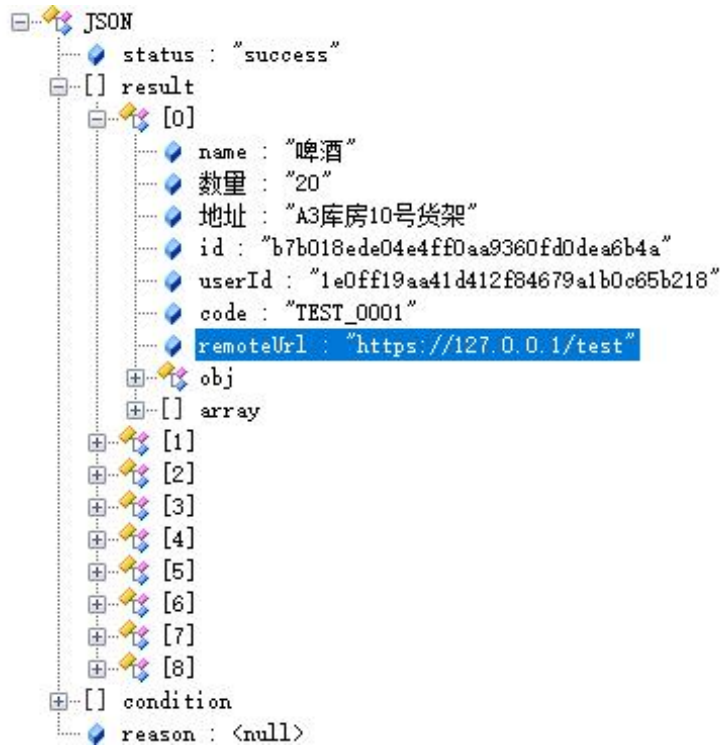 JSON
status : "success"
[] result
[0]
name : "啤酒"
数量 : "20"
地址 : "A3库房10号货架"
id : "b7b018ede04e4ff0aa9360fd0dea6b4a"
userId : "1e0ff19aa41d412f84679a1b0c65b218"
code : "TEST_0001"
remoteUrl : "https://127.0.0.1/test"
obj
[] array
[1]
[2]
[3]
[4]
[5]
[6]
[7]
[8]
[] condition
reason : <null>